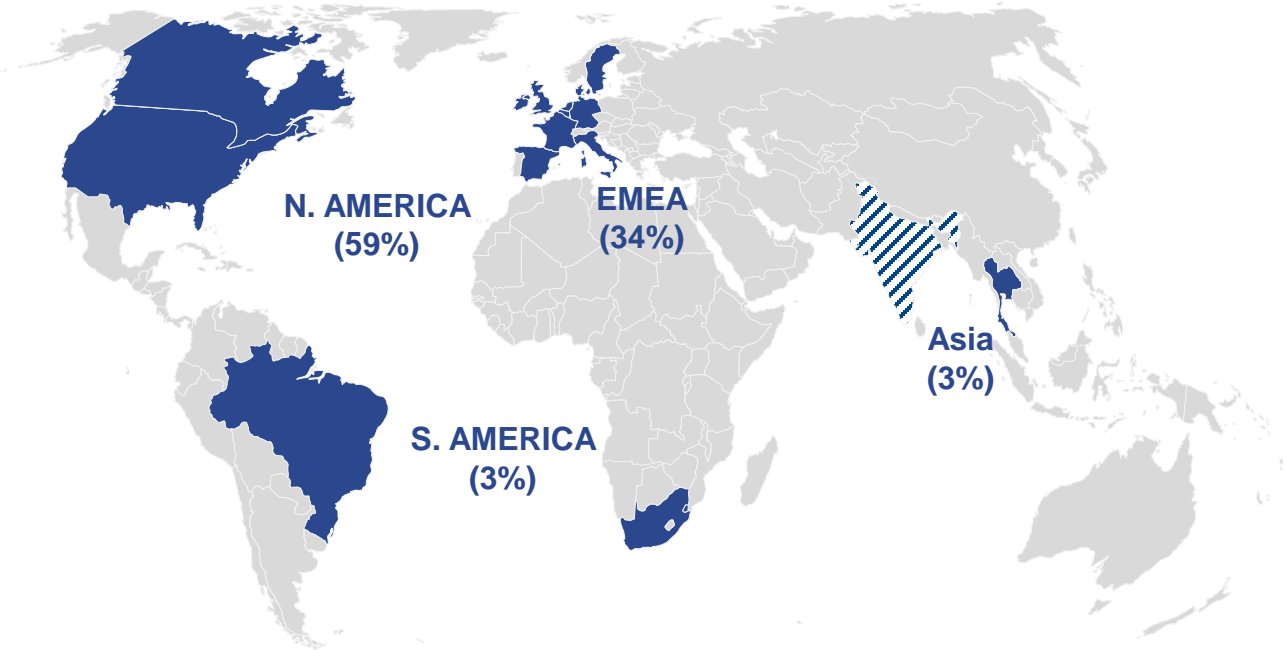 N. AMERICA
(59%)
EMEA
(34%)
Asia
(3%)
S. AMERICA
(3%)